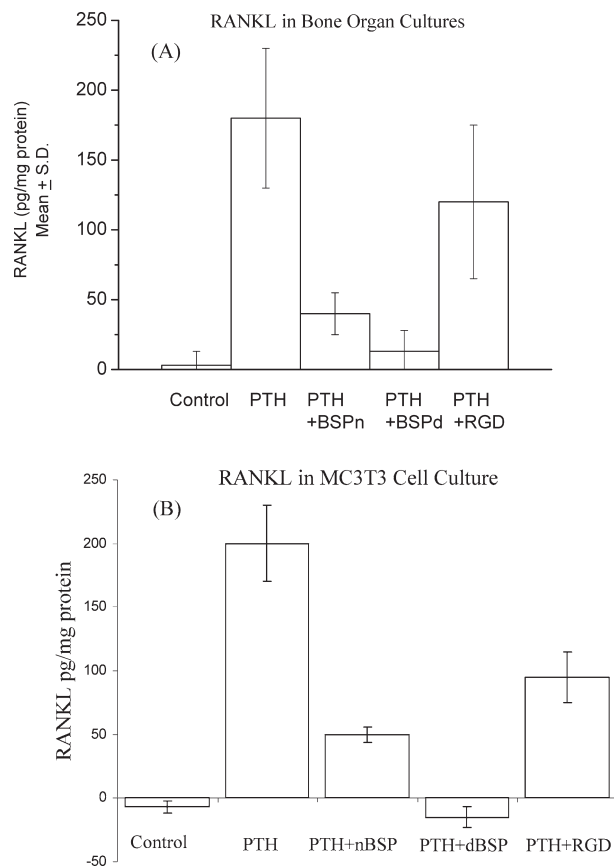 RANKL in Bone Organ Cultures
(A)
RANKL (pg/mg protein)
Mean ± S.D.
250
200
150
100
50
0
Control PTH PTH PTH PTH
+BSPn +BSPd +RGD
RANKL in MC3T3 Cell Culture
(B)
RANKL pg/mg protein
250
200
150
100
50
0
-50
Control PTH PTH+nBSP PTH+dBSP PTH+RGD